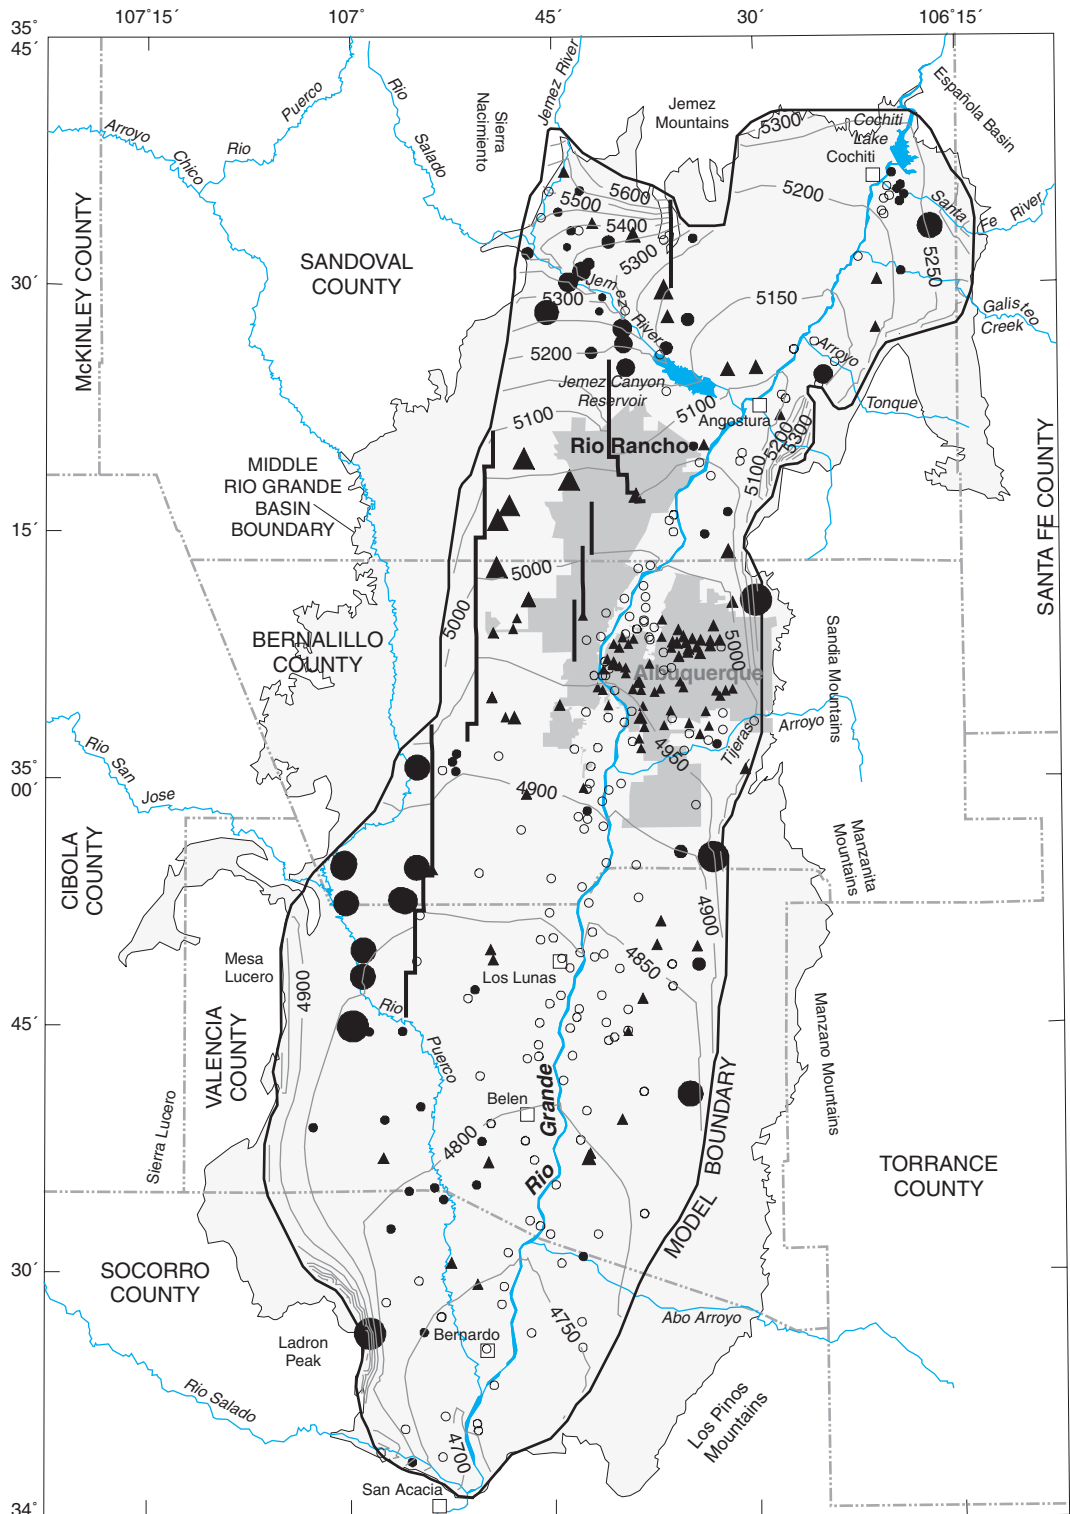 107°15´
107°
45´
30´
106°15´
35°
45´
Española Basin
Jemez River
Rio
Puerco
Sierra
Nacimiento
Jemez
Mountains
5300
Cochiti
Lake
Cochiti
Arroyo
Chico
Rio
Salado
5600
5500
5400
5300
5200
Santa
Fe
River
5250
McKINLEY COUNTY
SANDOVAL
COUNTY
30´
Jemez
River
5300
5150
Galisteo
Creek
5200
Arroyo
Tonque
Jemez Canyon
Reservoir
5100
5100
Angostura
5200
5300
5100
Rio Rancho
MIDDLE
RIO GRANDE
BASIN
BOUNDARY
15´
SANTA FE COUNTY
5000
5000
5000
BERNALILLO
COUNTY
Albuquerque
Sandia Mountains
Tijeras
Arroyo
4950
Rio
San
Jose
35°
00´
4900
CIBOLA
COUNTY
Manzanita
Mountains
4900
4850
Mesa
Lucero
4900
Los Lunas
45´
Rio
Puerco
VALENCIA
COUNTY
Manzano Mountains
Belen
Rio
Grande
4800
Sierra Lucero
MODEL
BOUNDARY
TORRANCE
COUNTY
30´
SOCORRO
COUNTY
4750
Abo Arroyo
Ladron
Peak
Bernardo
Rio Salado
Los Pinos
Mountains
4700
San Acacia
34°